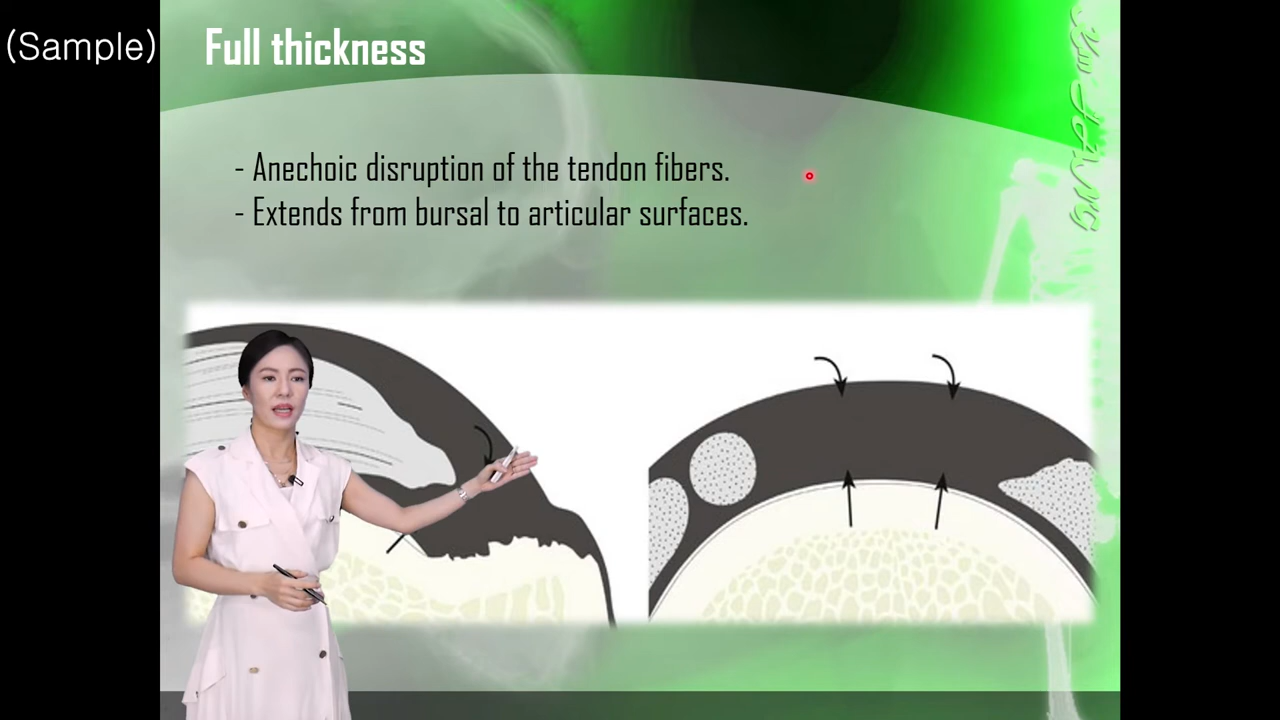 (Sample)
Full thickness
- Anechoic disruption of the tendon fibers.
- Extends from bursal to articular surfaces.